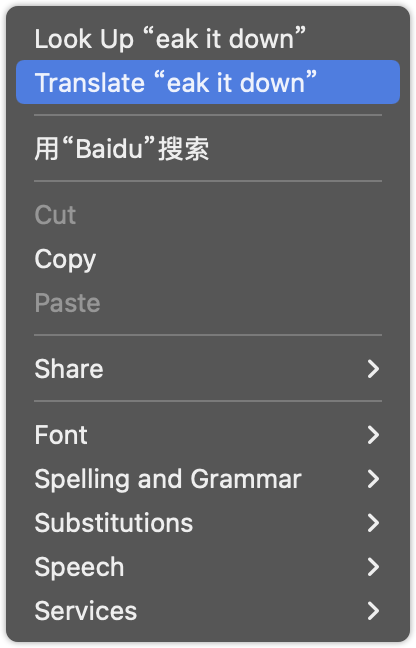 Look Up “eak it down”
Translate “eak it down”
用“Baidu”搜索
Cut
Copy
Paste
Share
Font
Spelling and Grammar
Substitutions
Speech
Services